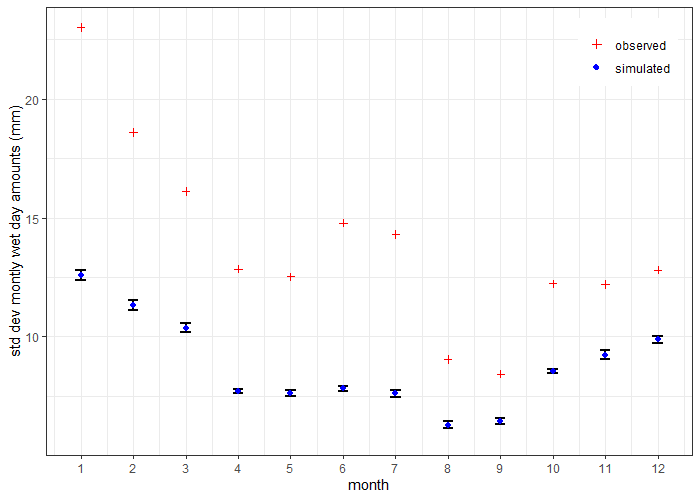 observed
simulated
20
15
10
std dev montly wet day amounts (mm)
1 2 3 4 5 6 7 8 9 10 11 12
month